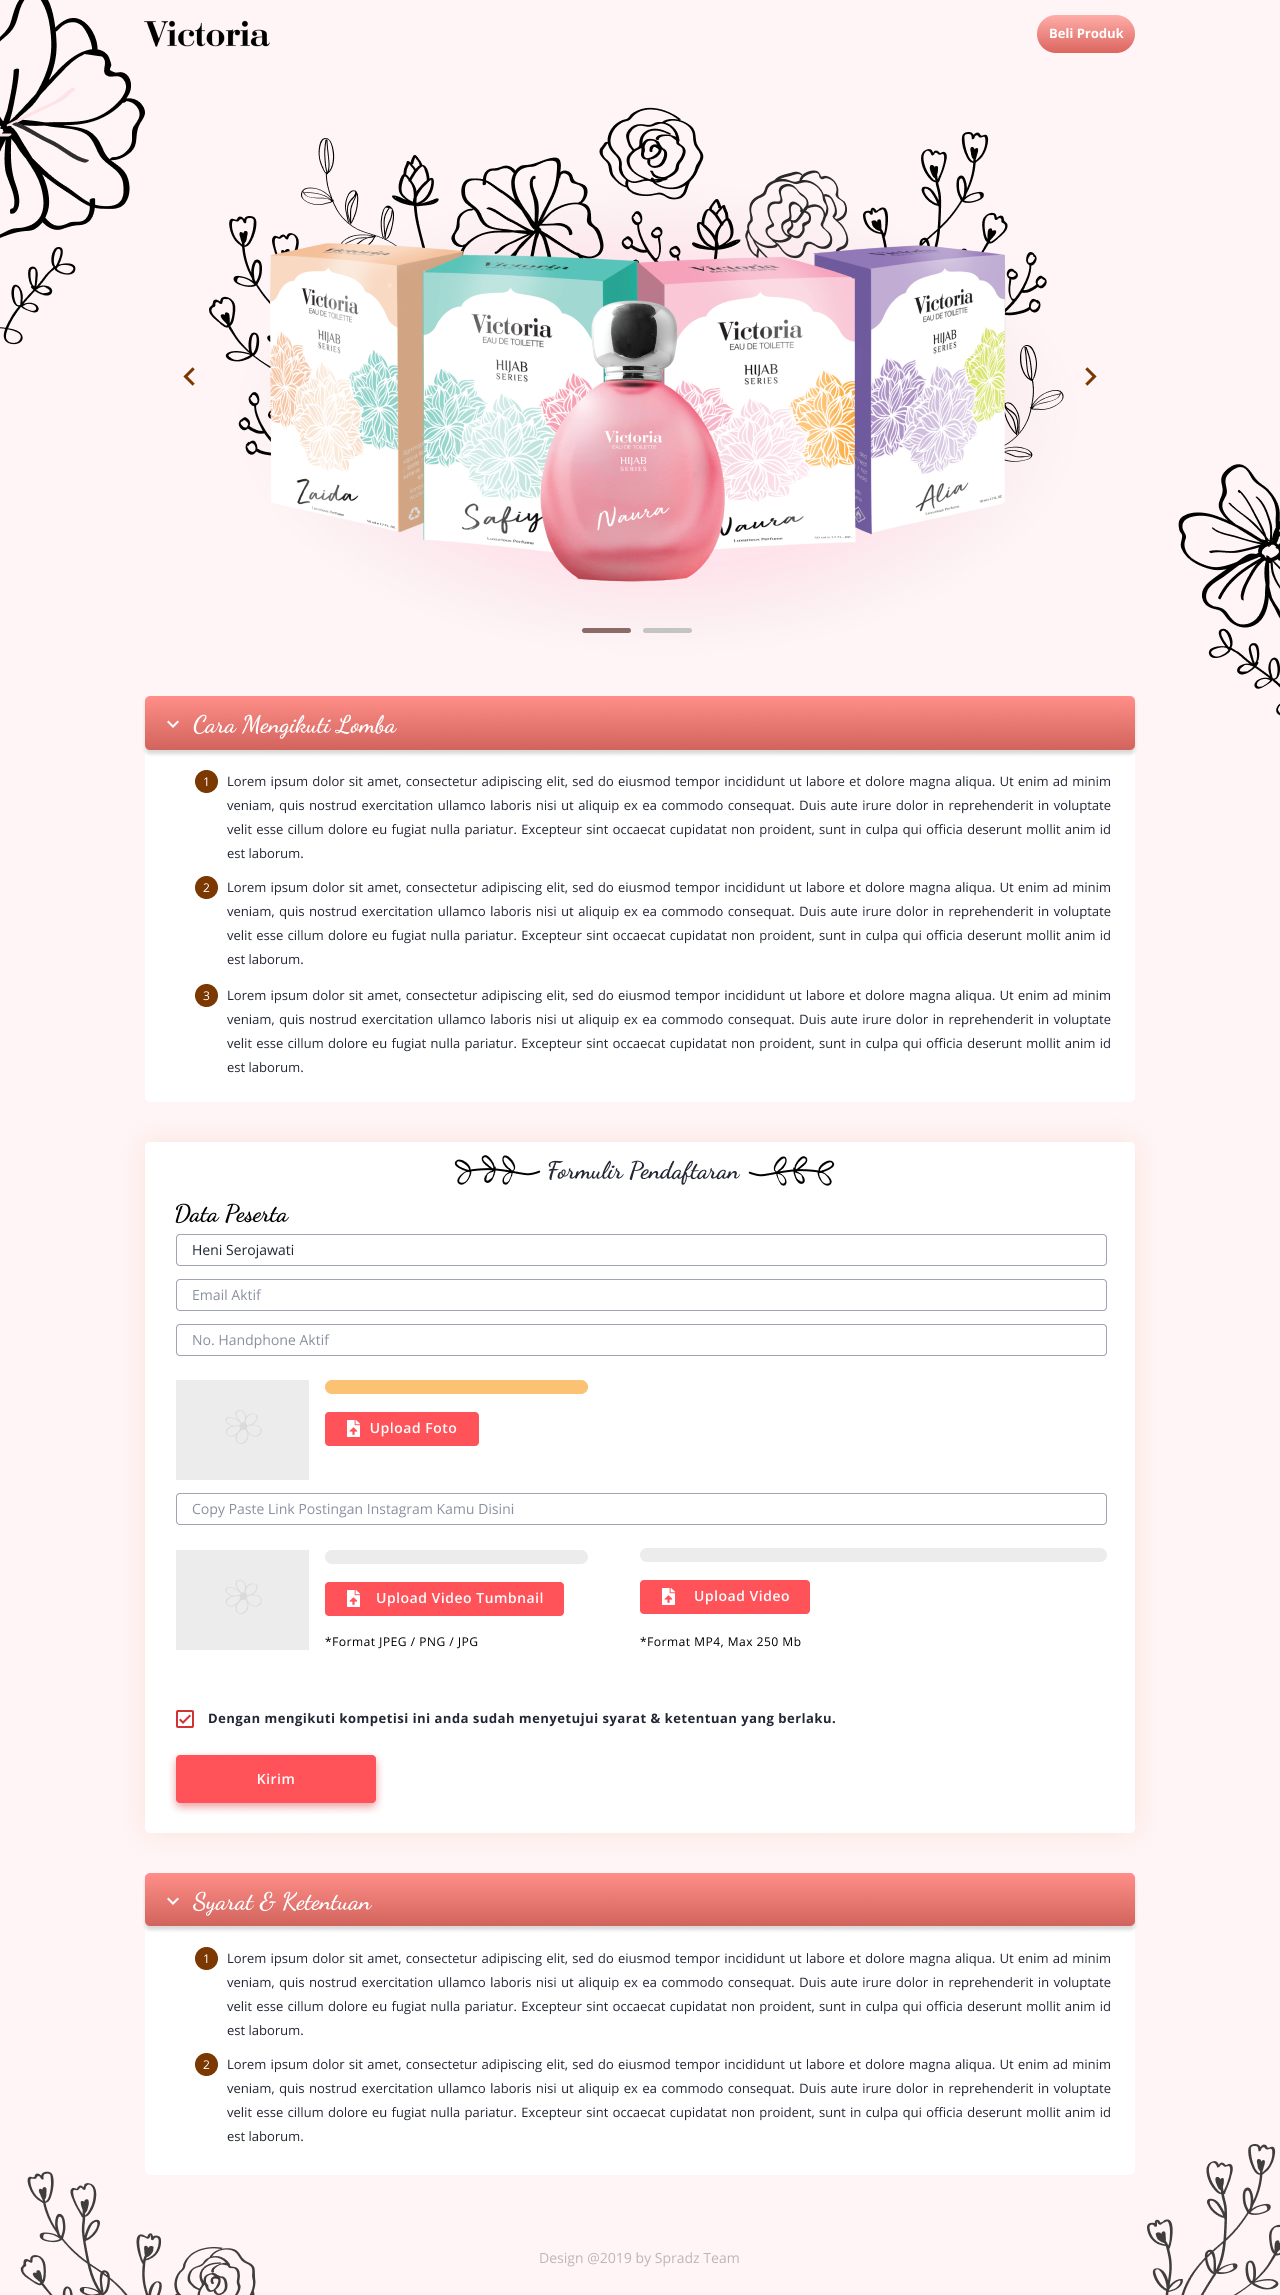 Victoria
Beli Produk
Victoria
Victoria
EAU DE TOILETTE
HIJAB
SERIES
Zaida
Victoria
Victoria
EAU DE TOILETTE
HIJAB
SERIES
Safiy
Luxurious Perfume
Victoria
EAU DE TOILETTE
HIJAB
SERIES
Naura
Victoria
Victoria
EAU DE TOILETTE
HIJAB
SERIES
Naura
Luxurious Perfume
Victoria
Victoria
EAU DE TOILETTE
HIJAB
SERIES
Alia
Luxurious Perfume
Cara Mengikuti Lomba
1 Lorem ipsum dolor sit amet, consectetur adipiscing elit, sed do eiusmod tempor incididunt ut labore et dolore magna aliqua. Ut enim ad minim
veniam, quis nostrud exercitation ullamco laboris nisi ut aliquip ex ea commodo consequat. Duis aute irure dolor in reprehenderit in voluptate
velit esse cillum dolore eu fugiat nulla pariatur. Excepteur sint occaecat cupidatat non proident, sunt in culpa qui officia deserunt mollit anim id
est laborum.
2 Lorem ipsum dolor sit amet, consectetur adipiscing elit, sed do eiusmod tempor incididunt ut labore et dolore magna aliqua. Ut enim ad minim
veniam, quis nostrud exercitation ullamco laboris nisi ut aliquip ex ea commodo consequat. Duis aute irure dolor in reprehenderit in voluptate
velit esse cillum dolore eu fugiat nulla pariatur. Excepteur sint occaecat cupidatat non proident, sunt in culpa qui officia deserunt mollit anim id
est laborum.
3 Lorem ipsum dolor sit amet, consectetur adipiscing elit, sed do eiusmod tempor incididunt ut labore et dolore magna aliqua. Ut enim ad minim
veniam, quis nostrud exercitation ullamco laboris nisi ut aliquip ex ea commodo consequat. Duis aute irure dolor in reprehenderit in voluptate
velit esse cillum dolore eu fugiat nulla pariatur. Excepteur sint occaecat cupidatat non proident, sunt in culpa qui officia deserunt mollit anim id
est laborum.
Formulir Pendaftaran
Data Peserta
Heni Serojawati
Email Aktif
No. Handphone Aktif
Upload Foto
Copy Paste Link Postingan Instagram Kamu Disini
Upload Video Tumbnail
Upload Video
*Format JPEG / PNG / JPG
*Format MP4, Max 250 Mb
Dengan mengikuti kompetisi ini anda sudah menyetujui syarat & ketentuan yang berlaku.
Kirim
Syarat & Ketentuan
1 Lorem ipsum dolor sit amet, consectetur adipiscing elit, sed do eiusmod tempor incididunt ut labore et dolore magna aliqua. Ut enim ad minim
veniam, quis nostrud exercitation ullamco laboris nisi ut aliquip ex ea commodo consequat. Duis aute irure dolor in reprehenderit in voluptate
velit esse cillum dolore eu fugiat nulla pariatur. Excepteur sint occaecat cupidatat non proident, sunt in culpa qui officia deserunt mollit anim id
est laborum.
2 Lorem ipsum dolor sit amet, consectetur adipiscing elit, sed do eiusmod tempor incididunt ut labore et dolore magna aliqua. Ut enim ad minim
veniam, quis nostrud exercitation ullamco laboris nisi ut aliquip ex ea commodo consequat. Duis aute irure dolor in reprehenderit in voluptate
velit esse cillum dolore eu fugiat nulla pariatur. Excepteur sint occaecat cupidatat non proident, sunt in culpa qui officia deserunt mollit anim id
est laborum.
Design @2019 by Spradz Team